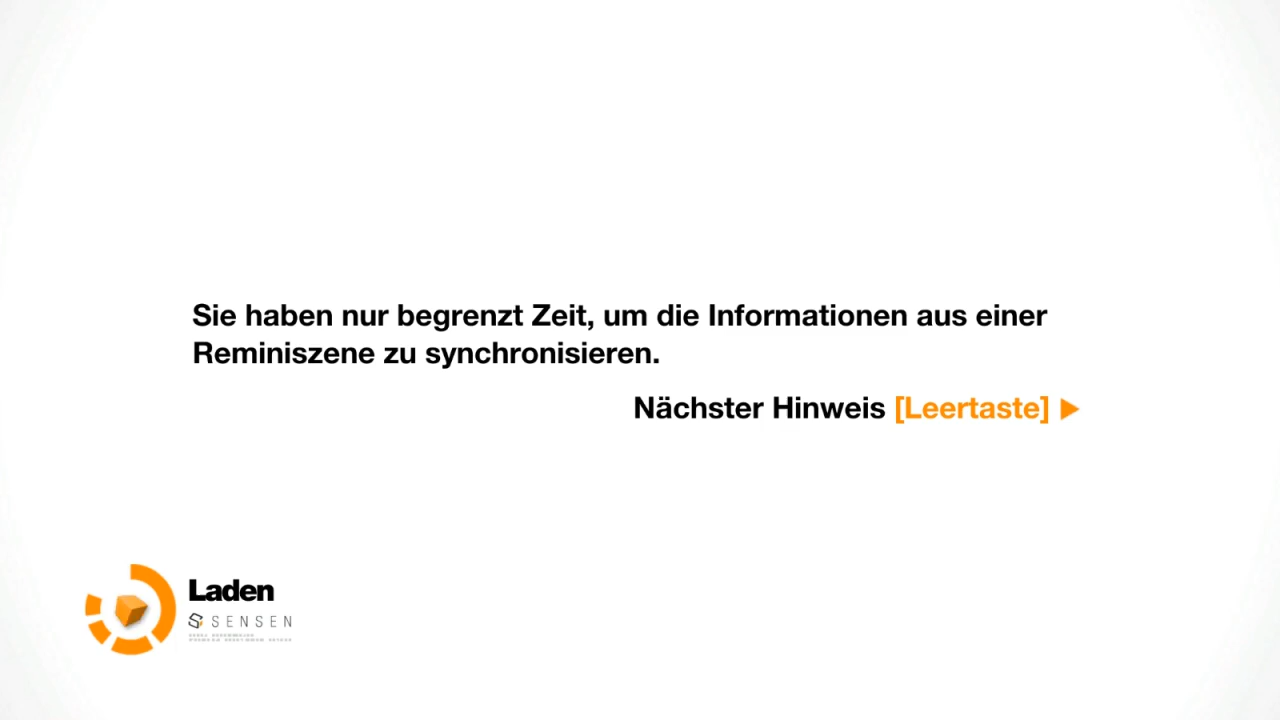 Sie haben nur begrenzt Zeit, um die Informationen aus einer
Reminiszene zu synchronisieren.
Nächster Hinweis [Leertaste]
Laden
SENSEN